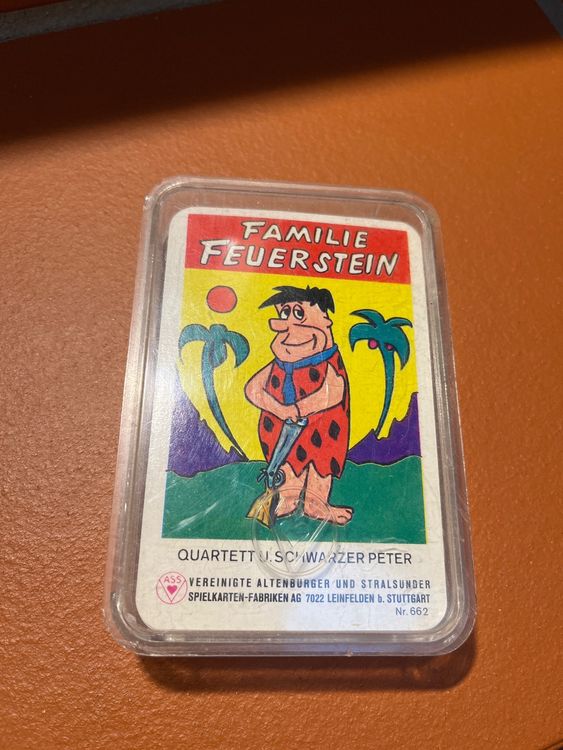 FAMILIE
FEUERSTEIN
QUARTETT U. SCHWARZER PETER
ASS
VEREINIGTE ALTENBURGER UND STRALSUNDER
SPIELKARTEN-FABRIKEN AG 7022 LEINFELDEN b. STUTTGART
Nr. 662